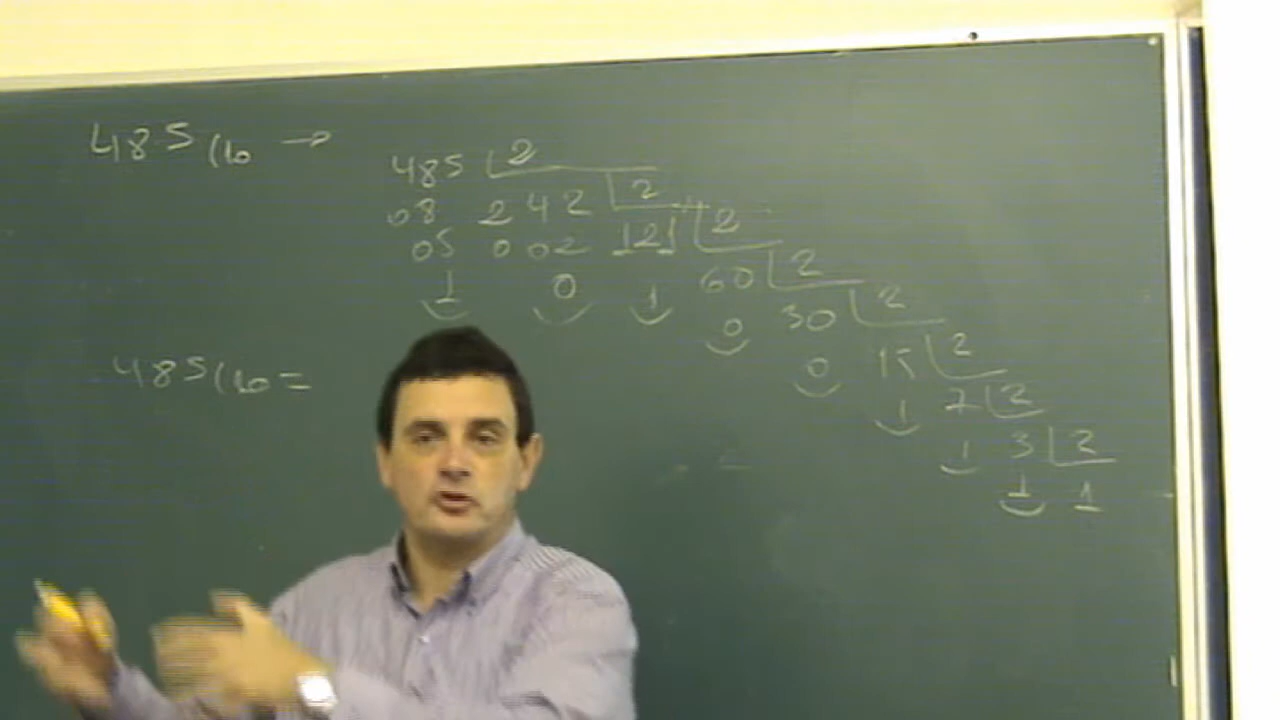 485(10 →
485 2
08 242 2
05 002 121 2
1 0 1 60 2
0 30 2
0 15 2
1 7 2
1 3 2
1 1
485(10 =